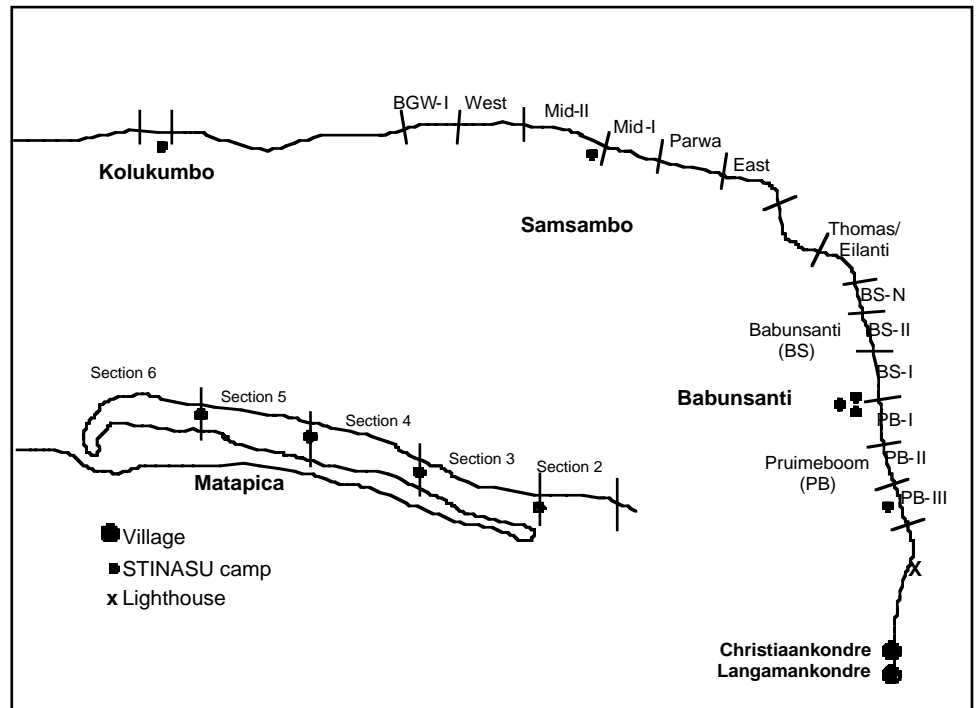 BGW-I
West
Mid-II
Mid-I
Parwa
East
Kolukumbo
Samsambo
Thomas/
Eilanti
BS-N
Babunsanti
(BS)
BS-II
BS-I
Babunsanti
PB-I
Pruimeboom
(PB)
PB-II
PB-III
Section 6
Section 5
Section 4
Section 3
Section 2
Matapica
Village
STINASU camp
x Lighthouse
x
Christiaankondre
Langamankondre